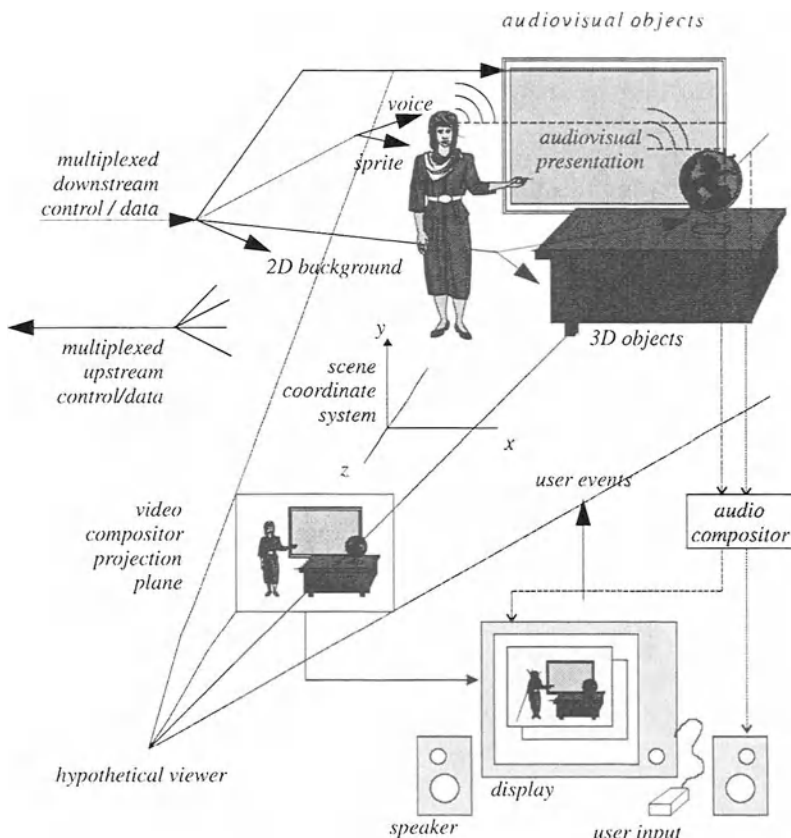 audiovisual objects
voice
sprite
audiovisual
presentation
multiplexed
downstream
control / data
2D background
3D objects
multiplexed
upstream
control/data
y
scene
coordinate
system
x
z
user events
video
compositor
projection
plane
audio
compositor
hypothetical viewer
display
speaker
user input